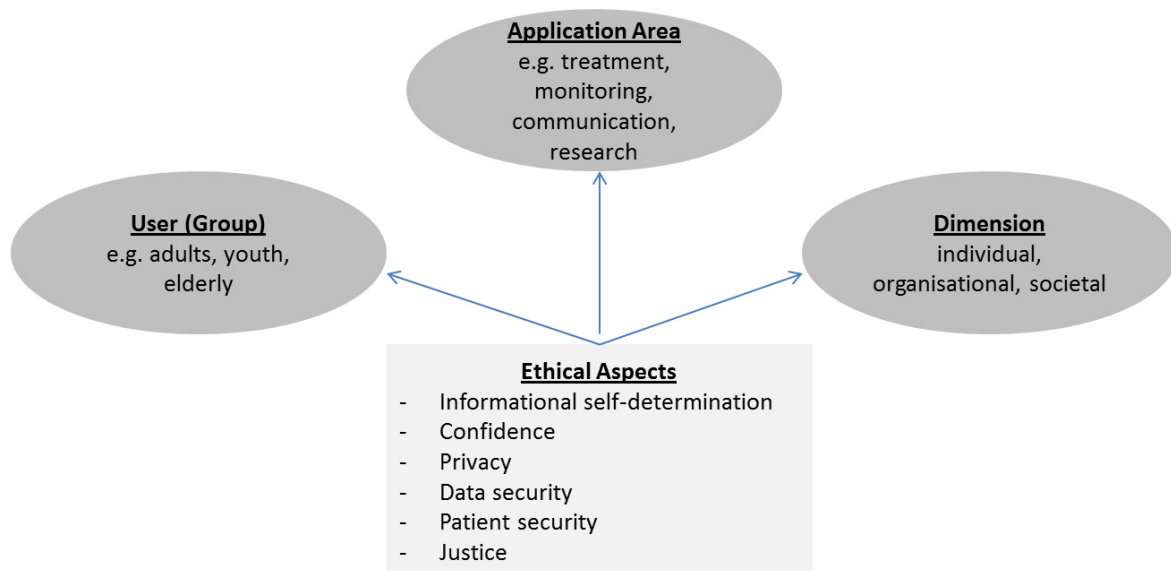 Application Area
e.g. treatment,
monitoring,
communication,
research
User (Group)
e.g. adults, youth,
elderly
Dimension
individual,
organisational, societal
Ethical Aspects
- Informational self-determination
- Confidence
- Privacy
- Data security
- Patient security
- Justice